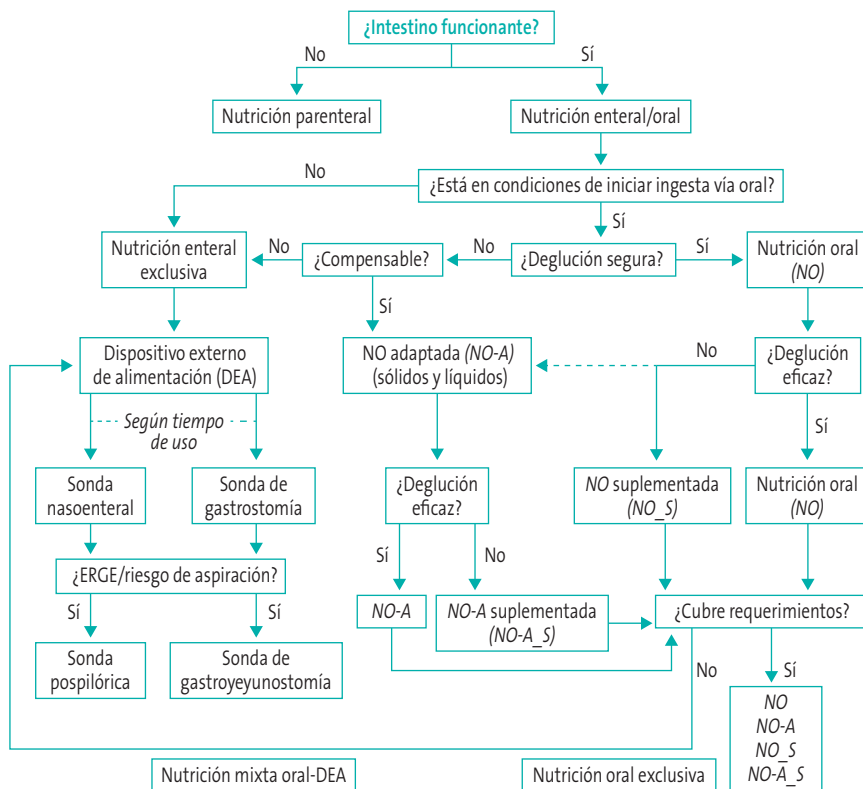 ¿Intestino funcionante?
No
Sí
Nutrición parenteral
Nutrición enteral/oral
No
¿Está en condiciones de iniciar ingesta vía oral?
Sí
Nutrición enteral
exclusiva
No
¿Compensable?
No
¿Deglución segura?
Sí
Nutrición oral
(NO)
Sí
Dispositivo externo
de alimentación (DEA)
NO adaptada (NO-A)
(sólidos y líquidos)
No
¿Deglución
eficaz?
Según tiempo
de uso
Sí
Sonda
nasoenteral
Sonda de
gastrostomía
¿Deglución
eficaz?
NO suplementada
(NO_S)
Nutrición oral
(NO)
¿ERGE/riesgo de aspiración?
Sí
No
Sí
Sí
NO-A
NO-A suplementada
(NO-A_S)
¿Cubre requerimientos?
Sonda
pospilórica
Sonda de
gastroyeyunostomía
No
Sí
NO
NO-A
NO_S
NO-A_S
Nutrición mixta oral-DEA
Nutrición oral exclusiva